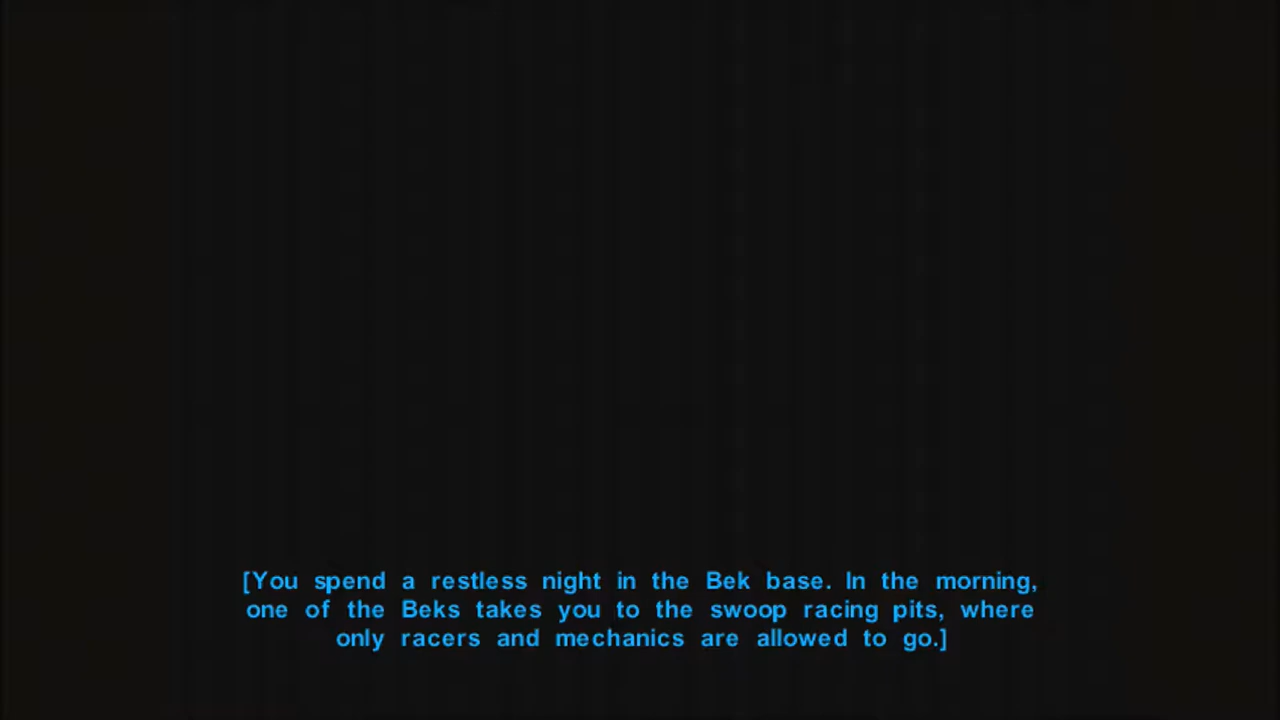 [You spend a restless night in the Bek base. In the morning,
one of the Beks takes you to the swoop racing pits, where
only racers and mechanics are allowed to go.]